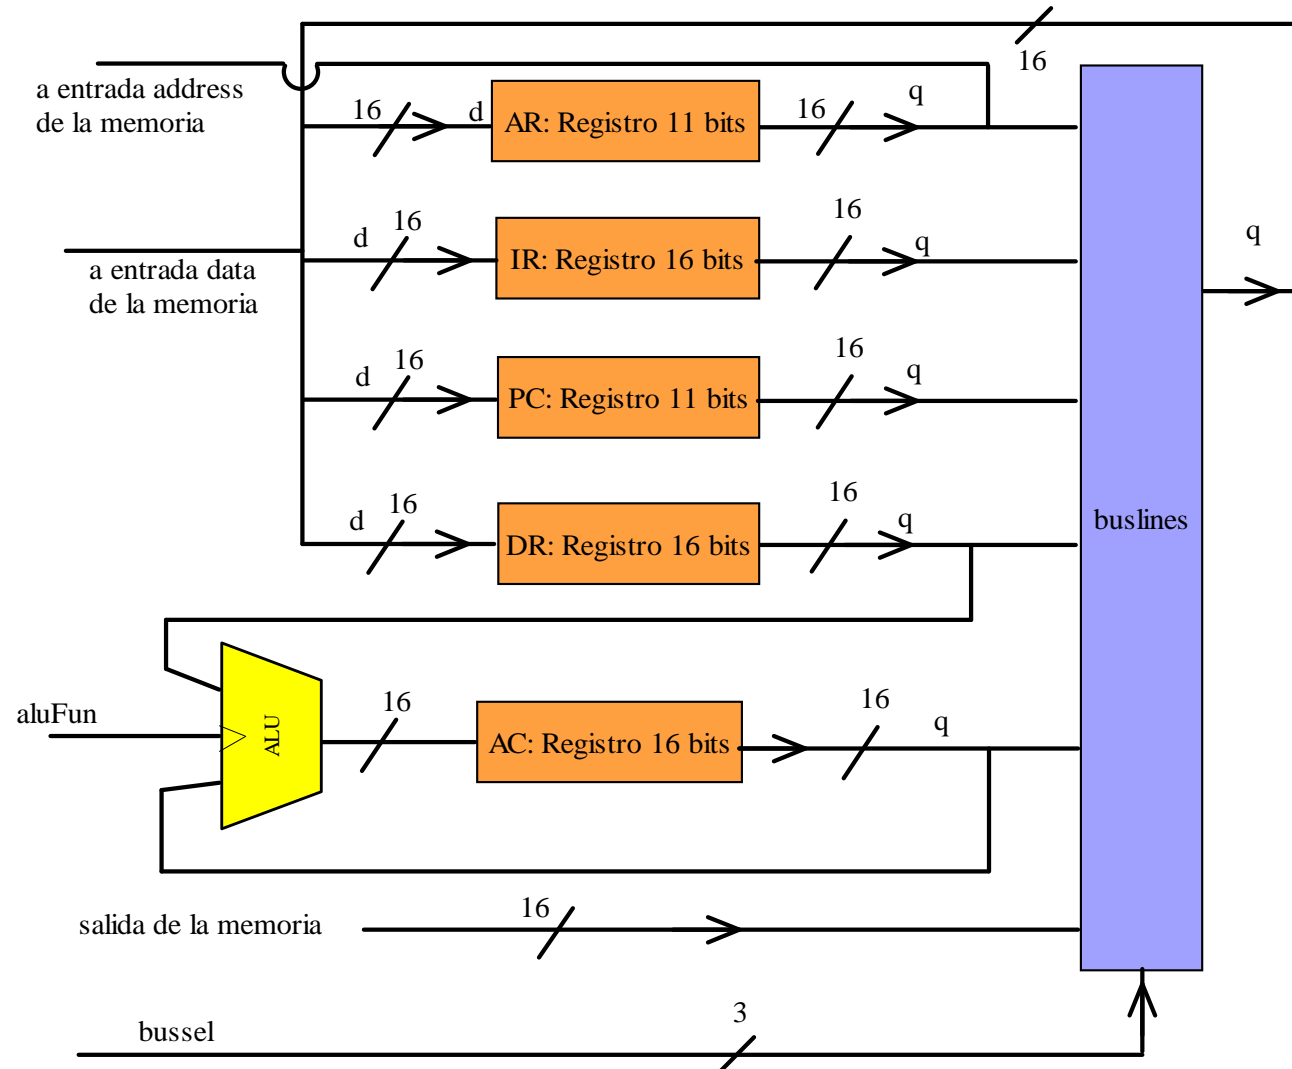 16
a entrada address
de la memoria
16
d
AR: Registro 11 bits
16
q
a entrada data
de la memoria
d
16
IR: Registro 16 bits
16
q
q
d
16
PC: Registro 11 bits
16
q
d
16
DR: Registro 16 bits
16
q
buslines
aluFun
ALU
16
AC: Registro 16 bits
16
q
salida de la memoria
16
bussel
3